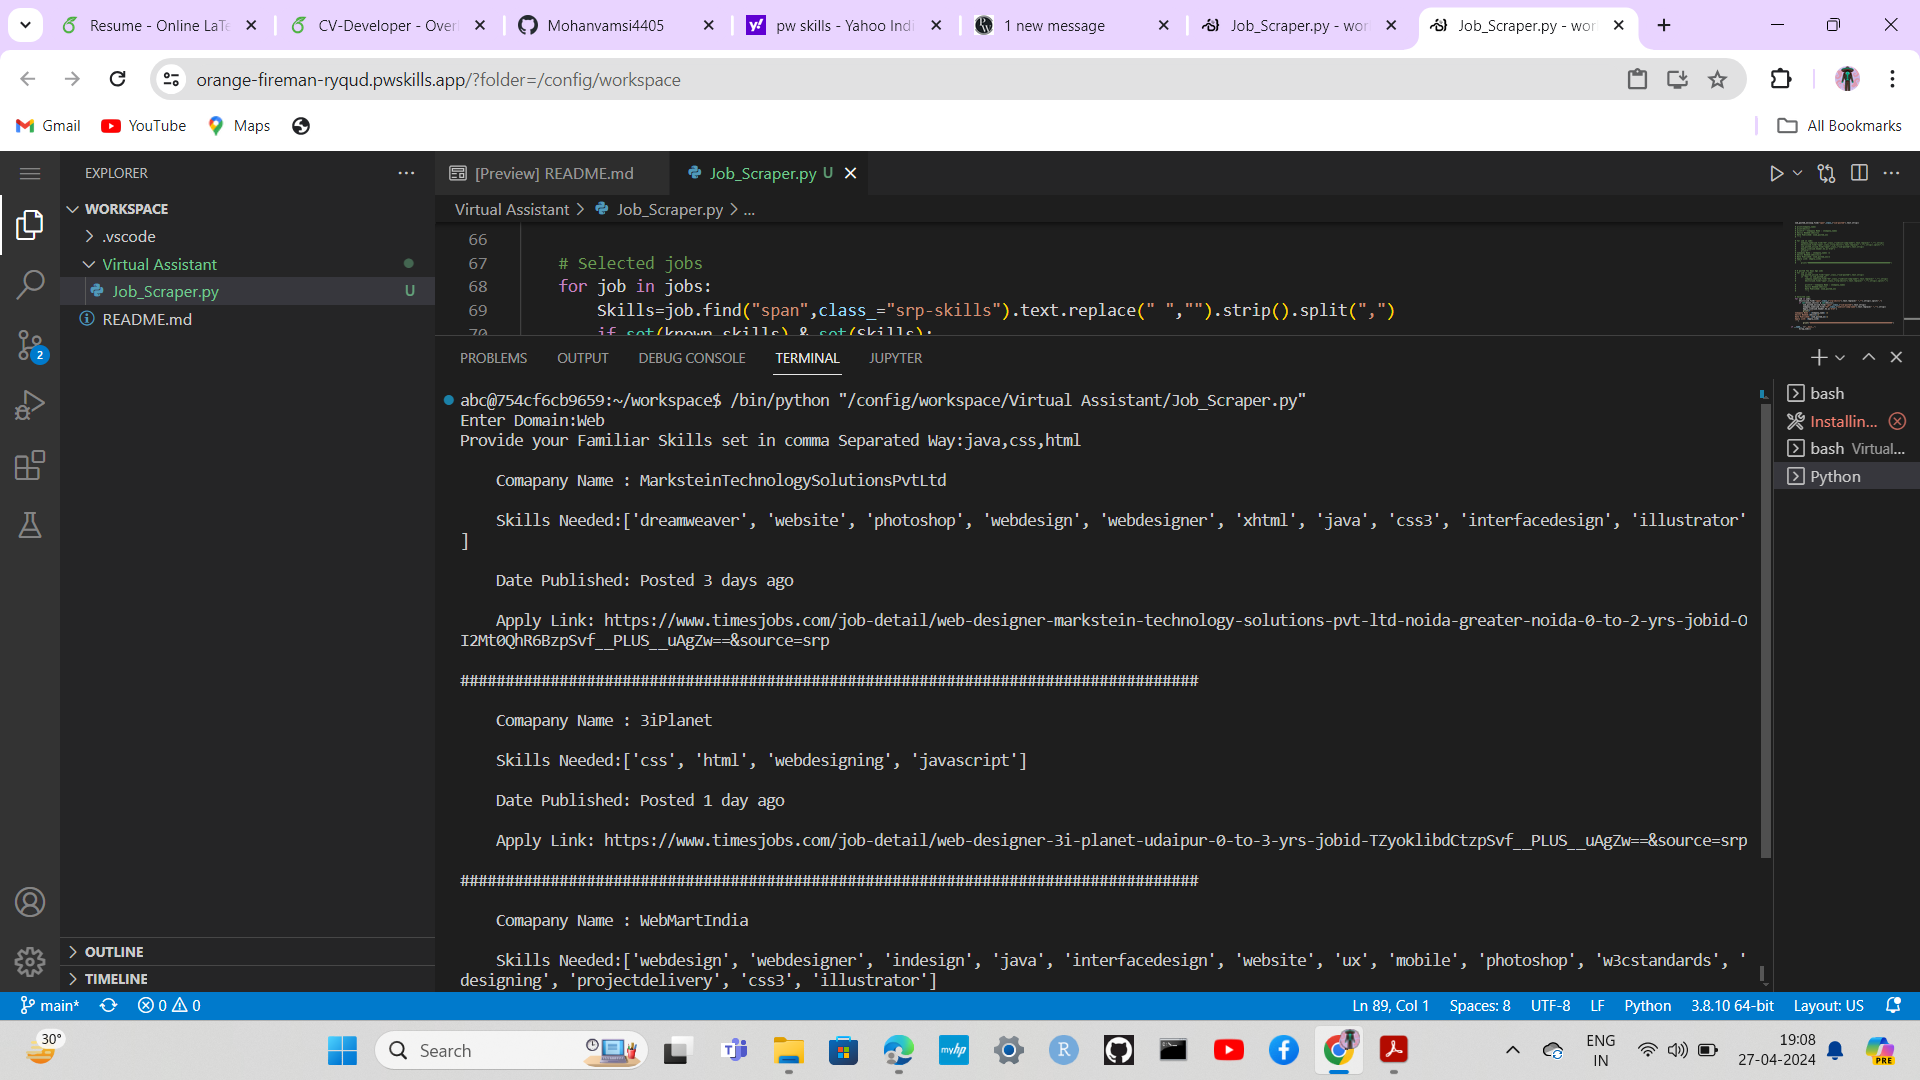 Resume - Online LaTe
CV-Developer - Over
Mohanvamsi4405
pw skills - Yahoo Indi
1 new message
Job_Scraper.py - wor
Job_Scraper.py - wor
orange-fireman-ryqud.pwskills.app/?folder=/config/workspace
Gmail
YouTube
Maps
All Bookmarks
EXPLORER
[Preview] README.md
Job_Scraper.py U
WORKSPACE
.vscode
Virtual Assistant
Job_Scraper.py U
README.md
2
Virtual Assistant > Job_Scraper.py > ...
66
67 # Selected jobs
68 for job in jobs:
69 Skills=job.find("span",class_="srp-skills").text.replace(" ","").strip().split(",")
70 if set(known_skills) & set(Skills):
PROBLEMS
OUTPUT
DEBUG CONSOLE
TERMINAL
JUPYTER
abc@754cf6cb9659:~/workspace$ /bin/python "/config/workspace/Virtual Assistant/Job_Scraper.py"
Enter Domain:Web
Provide your Familiar Skills set in comma Separated Way:java,css,html
Comapany Name : MarksteinTechnologySolutionsPvtLtd
Skills Needed:['dreamweaver', 'website', 'photoshop', 'webdesign', 'webdesigner', 'xhtml', 'java', 'css3', 'interfacedesign', 'illustrator'
]
Date Published: Posted 3 days ago
Apply Link: https://www.timesjobs.com/job-detail/web-designer-markstein-technology-solutions-pvt-ltd-noida-greater-noida-0-to-2-yrs-jobid-O
I2Mt0QhR6BzpSvf__PLUS__uAgZw==&source=srp
##################################################################################
Comapany Name : 3iPlanet
Skills Needed:['css', 'html', 'webdesigning', 'javascript']
Date Published: Posted 1 day ago
Apply Link: https://www.timesjobs.com/job-detail/web-designer-3i-planet-udaipur-0-to-3-yrs-jobid-TZyoklibdCtzpSvf__PLUS__uAgZw==&source=srp
##################################################################################
Comapany Name : WebMartIndia
Skills Needed:['webdesign', 'webdesigner', 'indesign', 'java', 'interfacedesign', 'website', 'ux', 'mobile', 'photoshop', 'w3cstandards', '
designing', 'projectdelivery', 'css3', 'illustrator']
bash
Installin...
bash Virtual...
Python
OUTLINE
TIMELINE
main*
0 0
Ln 89, Col 1
Spaces: 8
UTF-8
LF
Python
3.8.10 64-bit
Layout: US
30°
Search
myhp
R
ENG
IN
19:08
27-04-2024
PRE